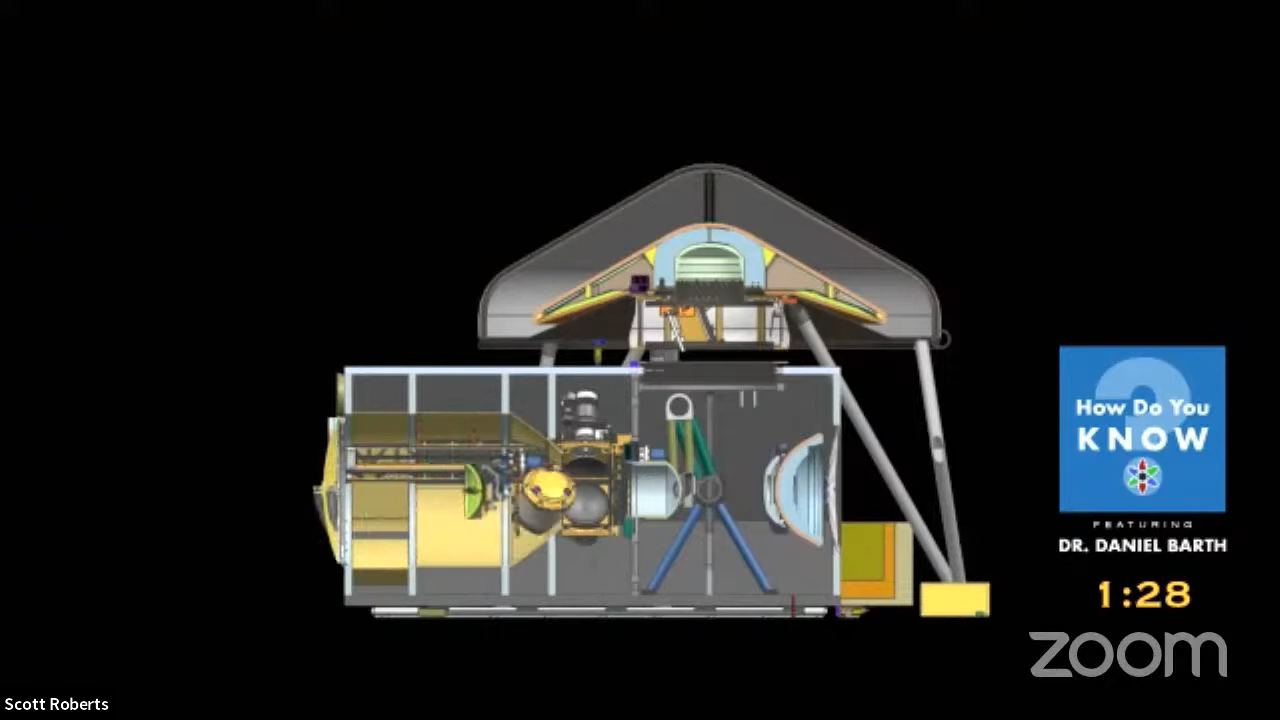 How Do You
KNOW
FEATURING
DR. DANIEL BARTH
1:28
zoom
Scott Roberts